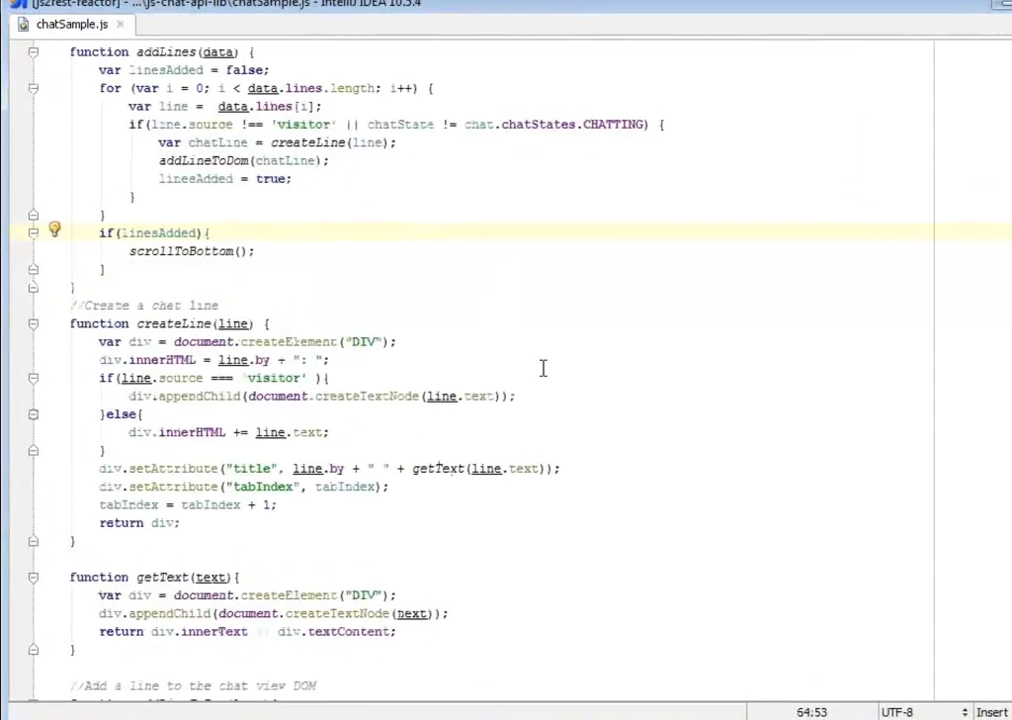 [js2rest-reactor] - ...\js-chat-api-lib\chatSample.js - IntelliJ IDEA 10.5.4
chatSample.js
function addLines(data) {
var linesAdded = false;
for (var i = 0; i < data.lines.length; i++) {
var line = data.lines[i];
if(line.source !== 'visitor' || chatState != chat.chatStates.CHATTING) {
var chatLine = createLine(line);
addLineToDom(chatLine);
linesAdded = true;
}
}
if(linesAdded){
scrollToBottom();
}
}
//Create a chat line
function createLine(line) {
var div = document.createElement("DIV");
div.innerHTML = line.by + ": ";
if(line.source === 'visitor' ){
div.appendChild(document.createTextNode(line.text));
}else{
div.innerHTML += line.text;
}
div.setAttribute("title", line.by + " " + getText(line.text));
div.setAttribute("tabIndex", tabIndex);
tabIndex = tabIndex + 1;
return div;
}
function getText(text){
var div = document.createElement("DIV");
div.appendChild(document.createTextNode(next));
return div.innerText div.textContent;
}
//Add a line to the chat view DOM
64:53
UTF-8
Insert